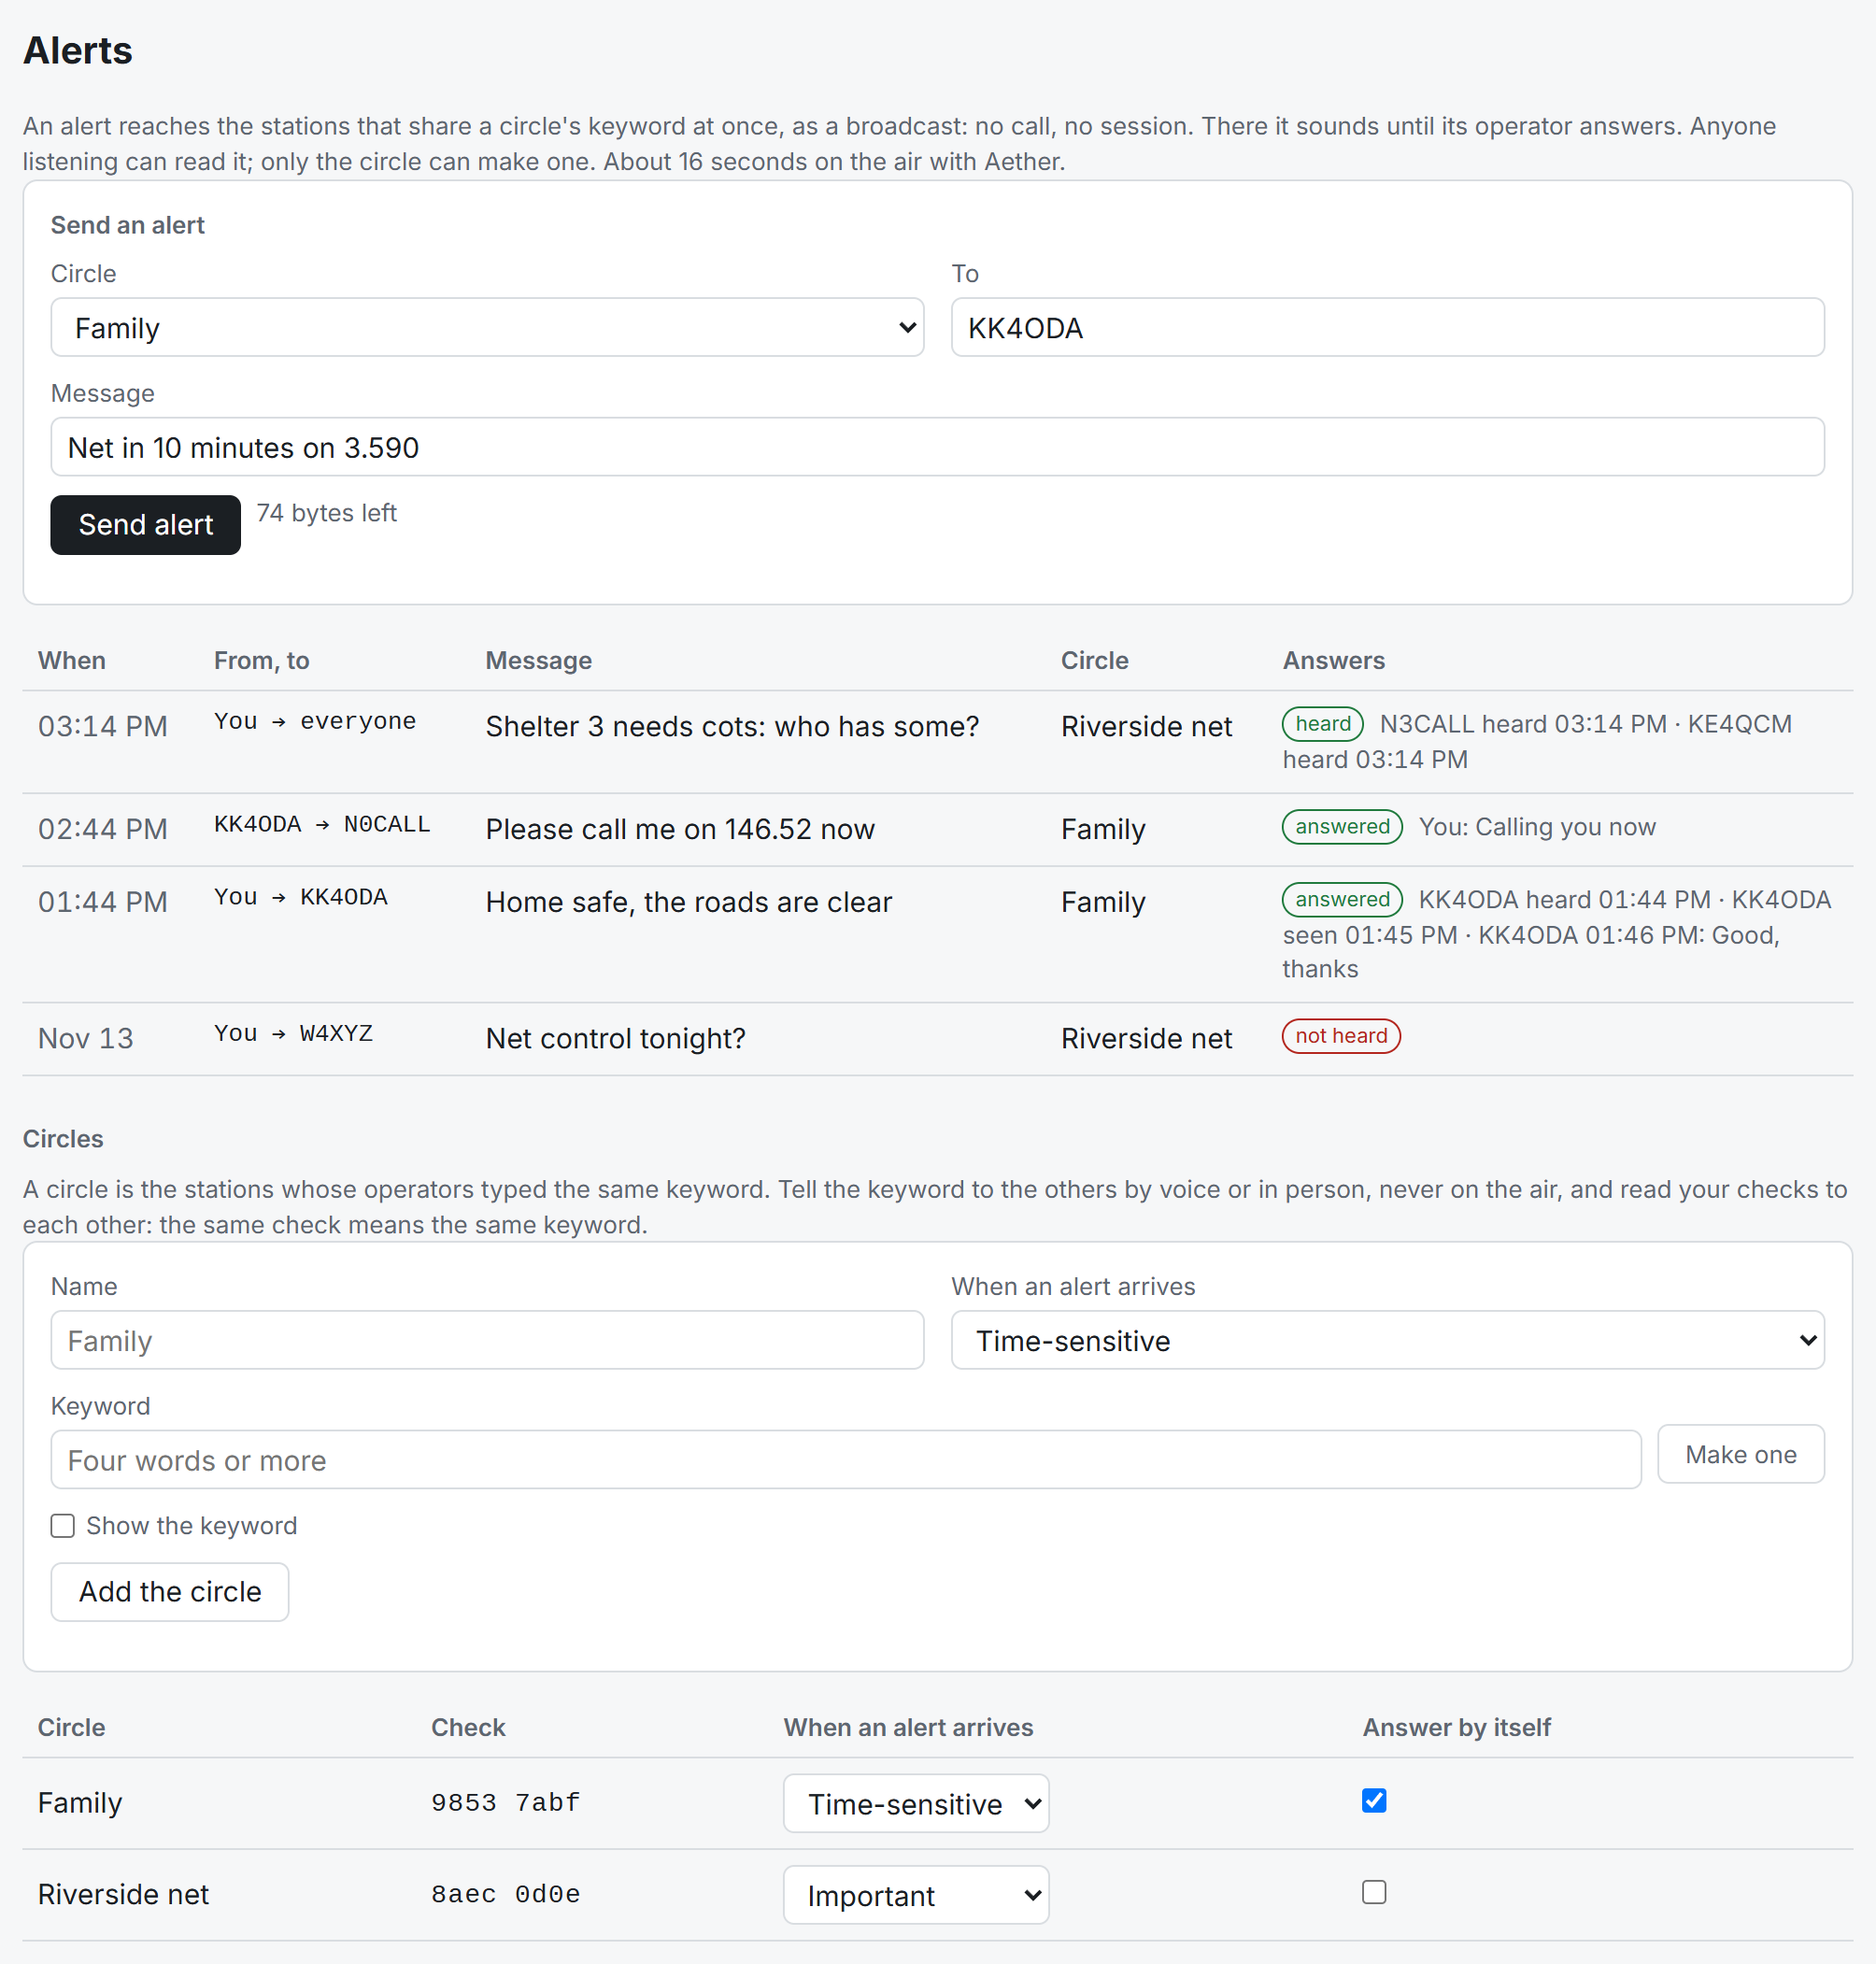 Alerts
An alert reaches the stations that share a circle's keyword at once, as a broadcast: no call, no session. There it sounds until its operator answers. Anyone
listening can read it; only the circle can make one. About 16 seconds on the air with Aether.
Send an alert
Circle To
Family KK4ODA
Message
Net in 10 minutes on 3.590
Send alert 74 bytes left
When From, to Message Circle Answers
03:14 PM You → everyone Shelter 3 needs cots: who has some? Riverside net heard N3CALL heard 03:14 PM · KE4QCM
heard 03:14 PM
02:44 PM KK4ODA → N0CALL Please call me on 146.52 now Family answered You: Calling you now
01:44 PM You → KK4ODA Home safe, the roads are clear Family answered KK4ODA heard 01:44 PM · KK4ODA
seen 01:45 PM · KK4ODA 01:46 PM: Good,
thanks
Nov 13 You → W4XYZ Net control tonight? Riverside net not heard
Circles
A circle is the stations whose operators typed the same keyword. Tell the keyword to the others by voice or in person, never on the air, and read your checks to
each other: the same check means the same keyword.
Name When an alert arrives
Family Time-sensitive
Keyword
Four words or more Make one
Show the keyword
Add the circle
Circle Check When an alert arrives Answer by itself
Family 9853 7abf Time-sensitive
Riverside net 8aec 0d0e Important